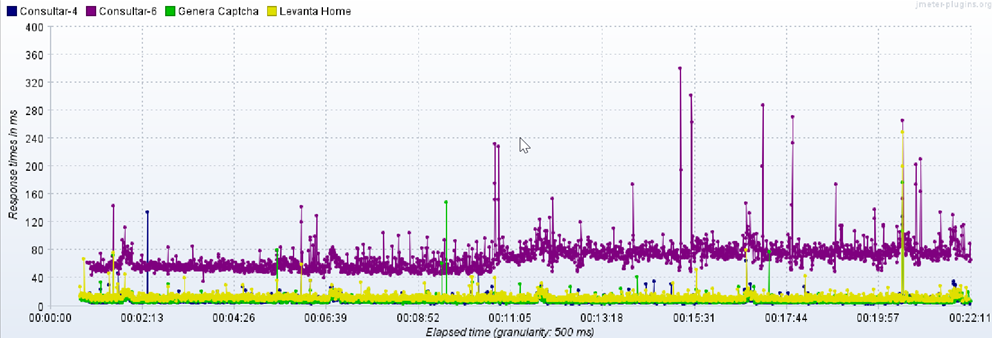 jmeter-plugins.org
Consultar-4 Consultar-6 Genera Captcha Levanta Home
400
360
320
280
240
200
160
120
80
40
0
Response times in ms
00:00:00 00:02:13 00:04:26 00:06:39 00:08:52 00:11:05 00:13:18 00:15:31 00:17:44 00:19:57 00:22:11
Elapsed time (granularity: 500 ms)